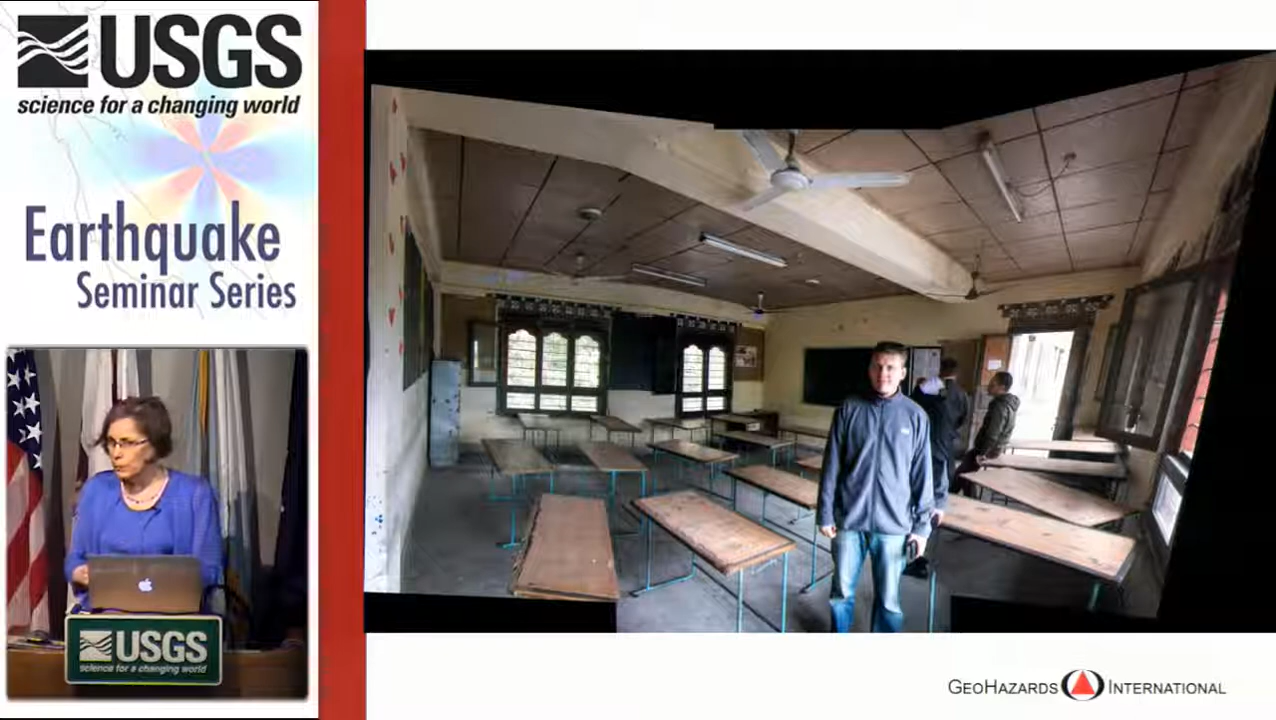 USGS
science for a changing world
Earthquake
Seminar Series
USGS
science for a changing world
GEOHAZARDS INTERNATIONAL